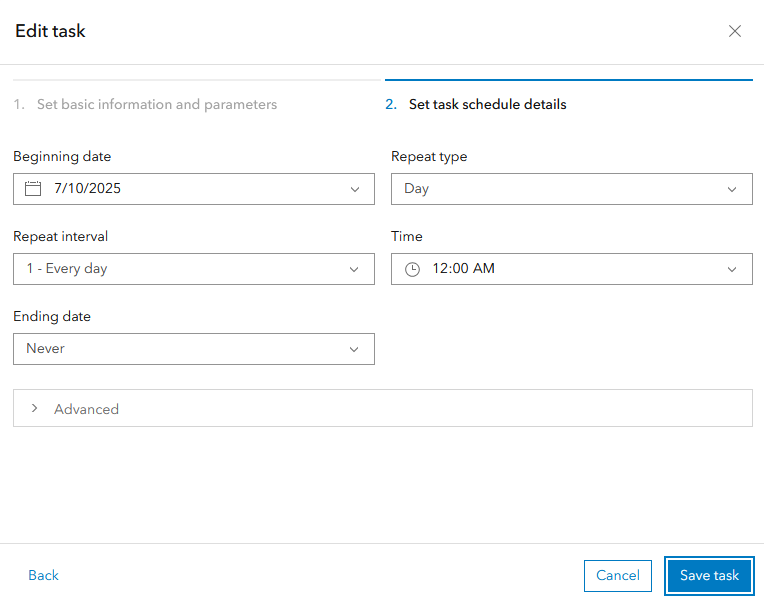 Edit task
1. Set basic information and parameters
2. Set task schedule details
Beginning date
Repeat type
7/10/2025
Day
Repeat interval
Time
1 - Every day
12:00 AM
Ending date
Never
Advanced
Back
Cancel
Save task